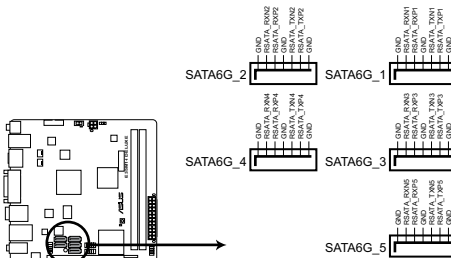 GND
RSATA_RXN2
RSATA_RXP2
GND
RSATA_TXN2
RSATA_TXP2
GND
SATA6G_2
GND
RSATA_RXN1
RSATA_RXP1
GND
RSATA_TXN1
RSATA_TXP1
GND
SATA6G_1
GND
RSATA_RXN4
RSATA_RXP4
GND
RSATA_TXN4
RSATA_TXP4
GND
SATA6G_4
GND
RSATA_RXN3
RSATA_RXP3
GND
RSATA_TXN3
RSATA_TXP3
GND
SATA6G_3
GND
RSATA_RXN5
RSATA_RXP5
GND
RSATA_TXN5
RSATA_TXP5
GND
SATA6G_5
/SUS